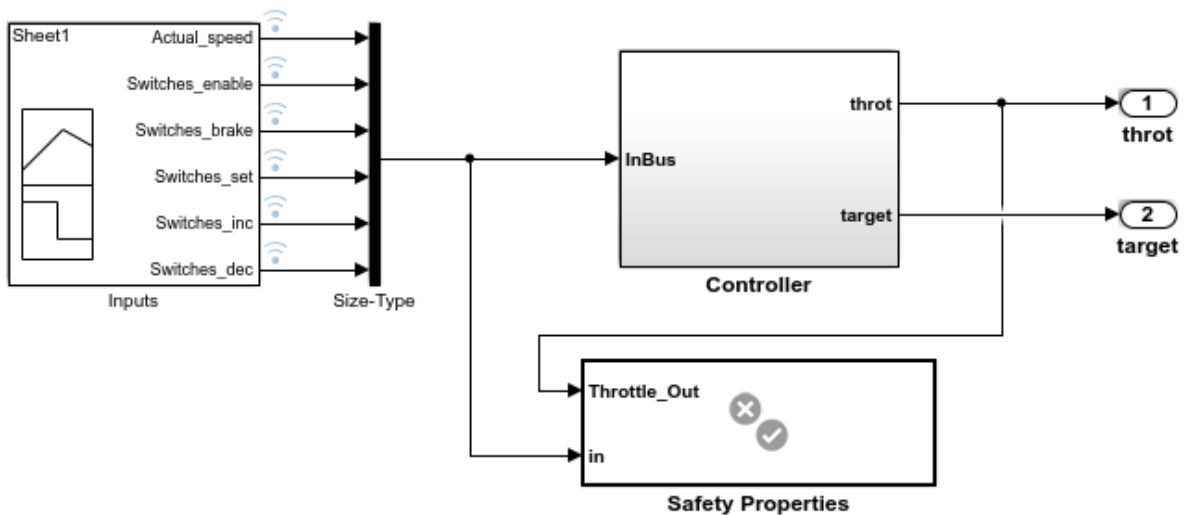 Sheet1
Actual_speed
Switches_enable
Switches_brake
Switches_set
Switches_inc
Switches_dec
Inputs
Size-Type
InBus
throt
target
Controller
1
throt
2
target
Throttle_Out
in
Safety Properties